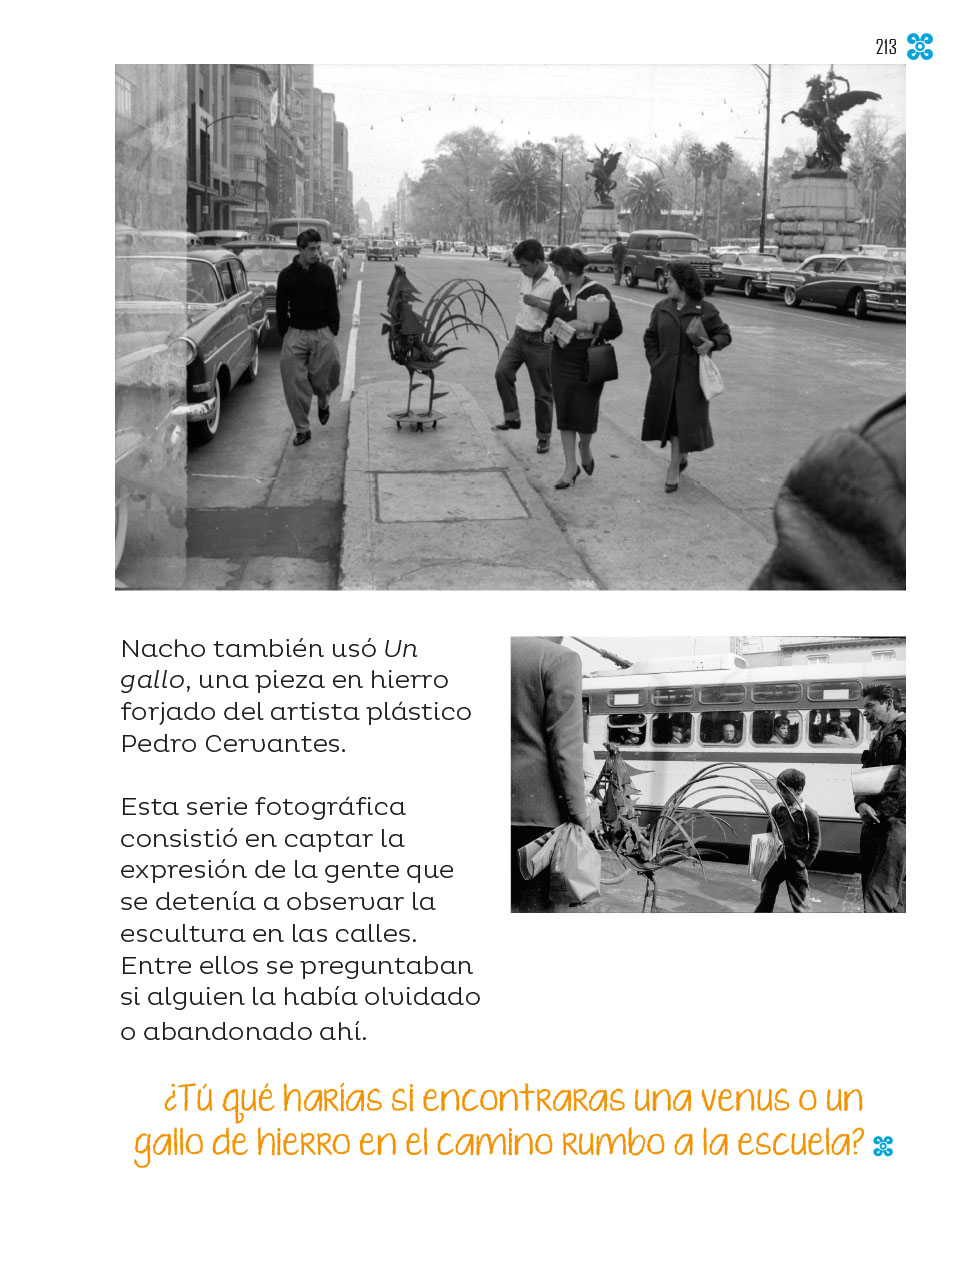 213
Nacho también usó Un
gallo, una pieza en hierro
forjado del artista plástico
Pedro Cervantes.
Esta serie fotográfica
consistió en captar la
expresión de la gente que
se detenía a observar la
escultura en las calles.
Entre ellos se preguntaban
si alguien la había olvidado
o abandonado ahí.
¿Tú qué harías si encontraras una venus o un
gallo de hierro en el camino rumbo a la escuela?